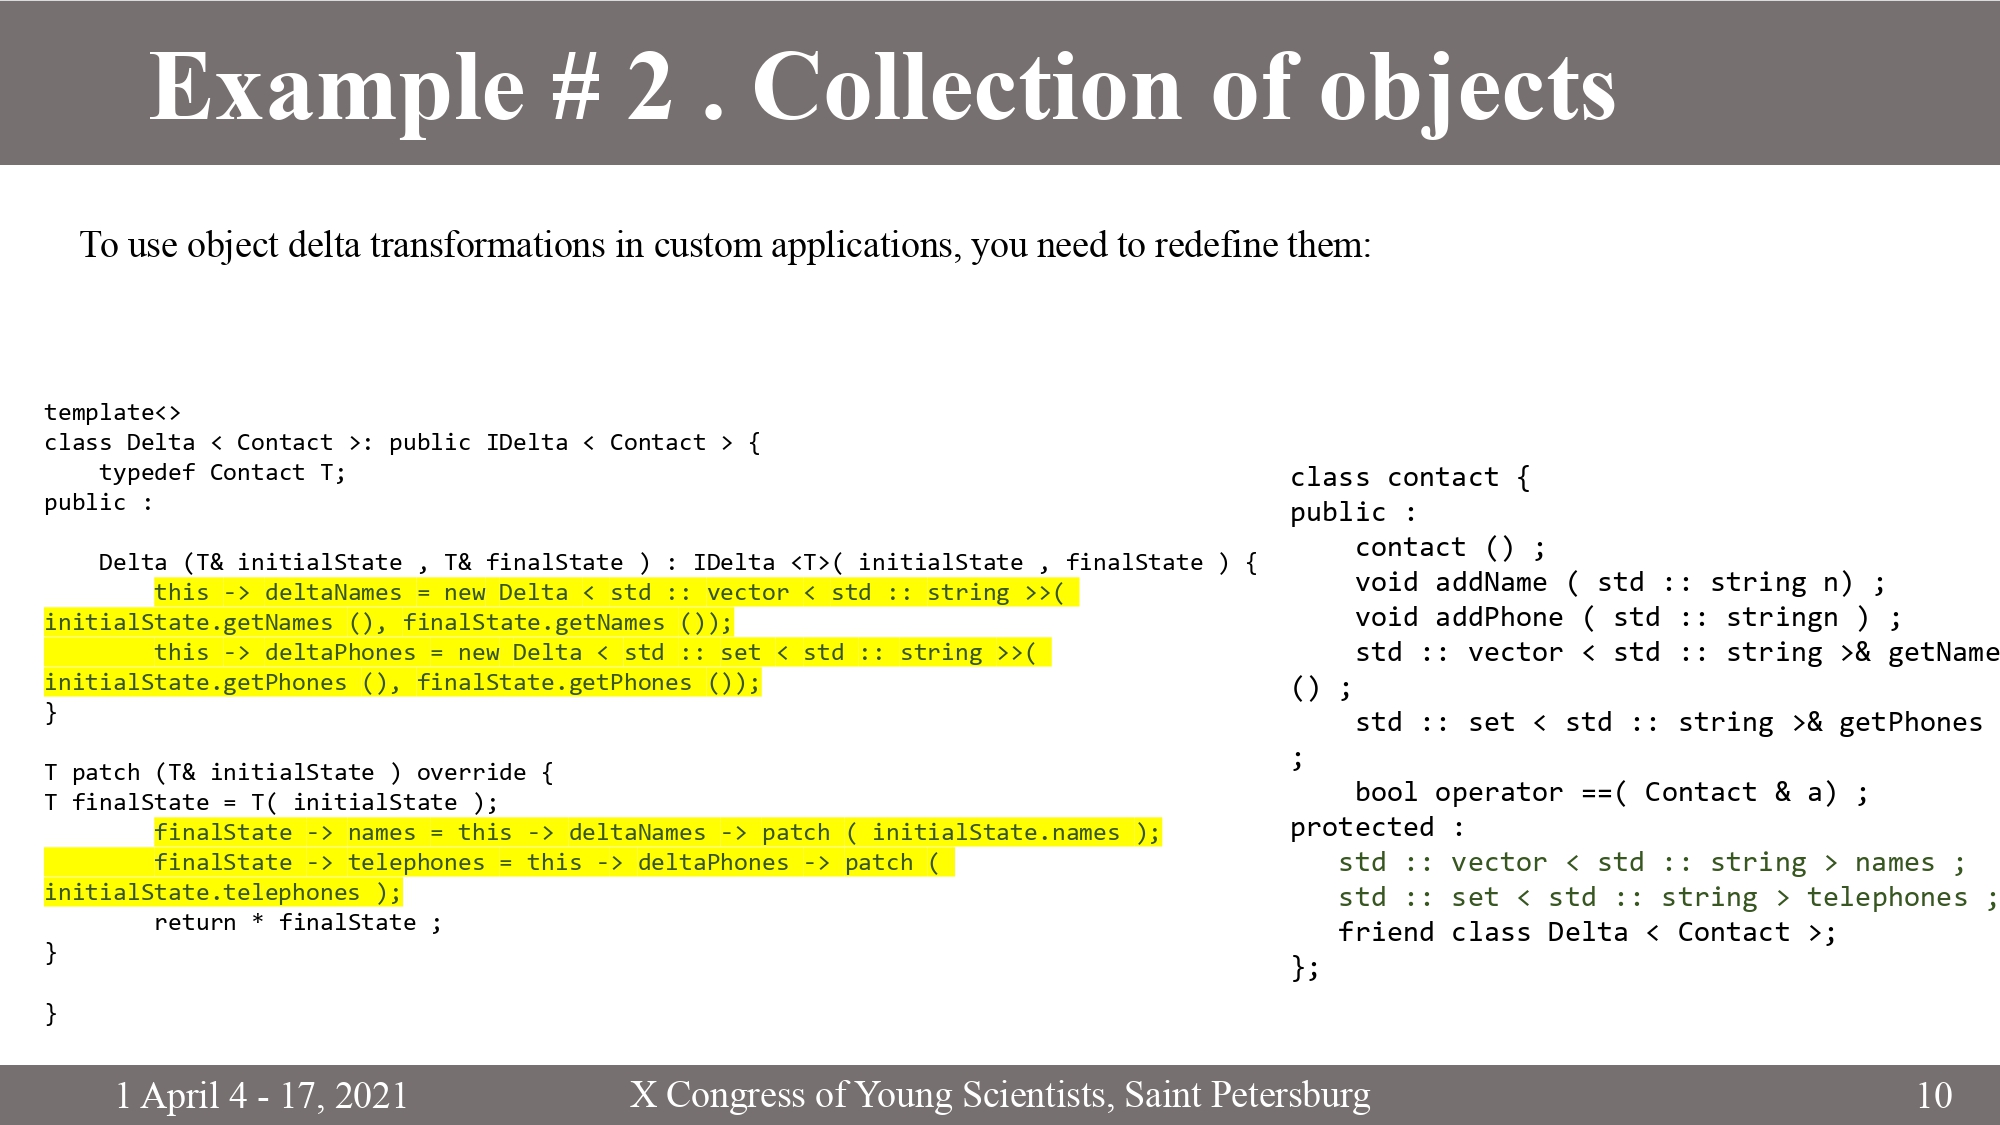 Example # 2 . Collection of objects
To use object delta transformations in custom applications, you need to redefine them:
template<>
class Delta < Contact >: public IDelta < Contact > {
    typedef Contact T;
public :
    Delta (T& initialState , T& finalState ) : IDelta <T>( initialState , finalState ) {
        this -> deltaNames = new Delta < std :: vector < std :: string >>(
initialState.getNames (), finalState.getNames ());
        this -> deltaPhones = new Delta < std :: set < std :: string >>(
initialState.getPhones (), finalState.getPhones ());
}
T patch (T& initialState ) override {
T finalState = T( initialState );
        finalState -> names = this -> deltaNames -> patch ( initialState.names );
        finalState -> telephones = this -> deltaPhones -> patch (
initialState.telephones );
        return * finalState ;
}
}
class contact {
public :
    contact () ;
    void addName ( std :: string n) ;
    void addPhone ( std :: stringn ) ;
    std :: vector < std :: string >& getName
() ;
    std :: set < std :: string >& getPhones
;
    bool operator ==( Contact & a) ;
protected :
   std :: vector < std :: string > names ;
   std :: set < std :: string > telephones ;
   friend class Delta < Contact >;
};
1 April 4 - 17, 2021
X Congress of Young Scientists, Saint Petersburg
10